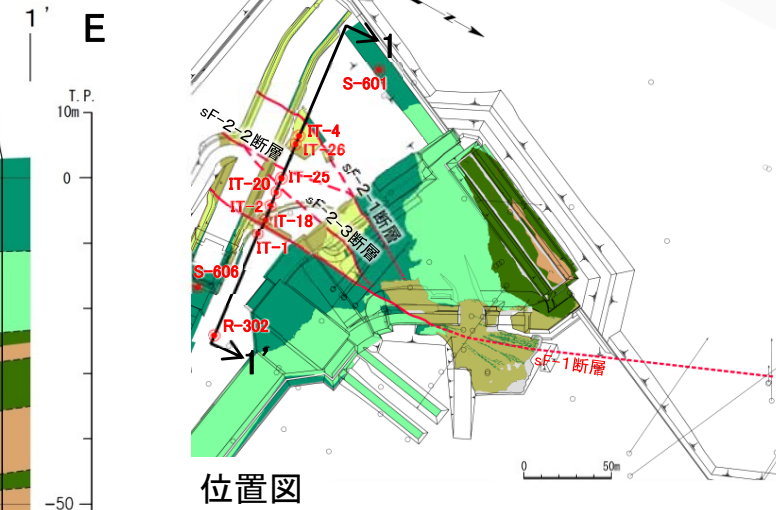 1'
E
T.P.
10m
0
-50
z
1
S-601
sF-2-2断層
IT-4
IT-26
sF-2-1断層
IT-25
IT-20
IT-2
sF-2-3断層
IT-18
IT-1
S-606
R-302
1'
sF-1断層
位置図
0
50m